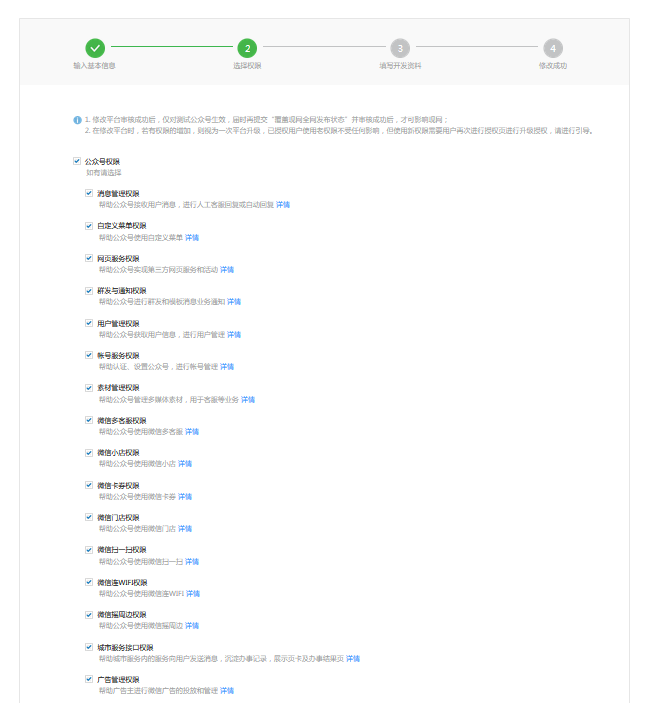 2
3
4
输入基本信息
选择权限
填写开发资料
修改成功
1. 修改平台审核成功后，仅对测试公众号生效，届时再提交“覆盖现网全网发布状态”并审核成功后，才可影响现网；
2. 在修改平台时，若有权限的增加，则视为一次平台升级，已授权用户使用老权限不受任何影响，但使用新权限需要用户再次进行授权页进行升级授权，请进行引导。
公众号权限
如有请选择
消息管理权限
帮助公众号接收用户消息，进行人工客服回复或自动回复 详情
自定义菜单权限
帮助公众号使用自定义菜单 详情
网页服务权限
帮助公众号实现第三方网页服务和活动 详情
群发与通知权限
帮助公众号进行群发和模板消息业务通知 详情
用户管理权限
帮助公众号获取用户信息，进行用户管理 详情
帐号服务权限
帮助认证、设置公众号，进行帐号管理 详情
素材管理权限
帮助公众号管理多媒体素材，用于客服等业务 详情
微信多客服权限
帮助公众号使用微信多客服 详情
微信小店权限
帮助公众号使用微信小店 详情
微信卡券权限
帮助公众号使用微信卡券 详情
微信门店权限
帮助公众号使用微信门店 详情
微信扫一扫权限
帮助公众号使用微信扫一扫 详情
微信连WIFI权限
帮助公众号使用微信连WIFI 详情
微信摇周边权限
帮助公众号使用微信摇周边 详情
城市服务接口权限
帮助城市服务内的服务向用户发送消息，沉淀办事记录，展示页卡及办事结果页 详情
广告管理权限
帮助广告主进行微信广告的投放和管理 详情